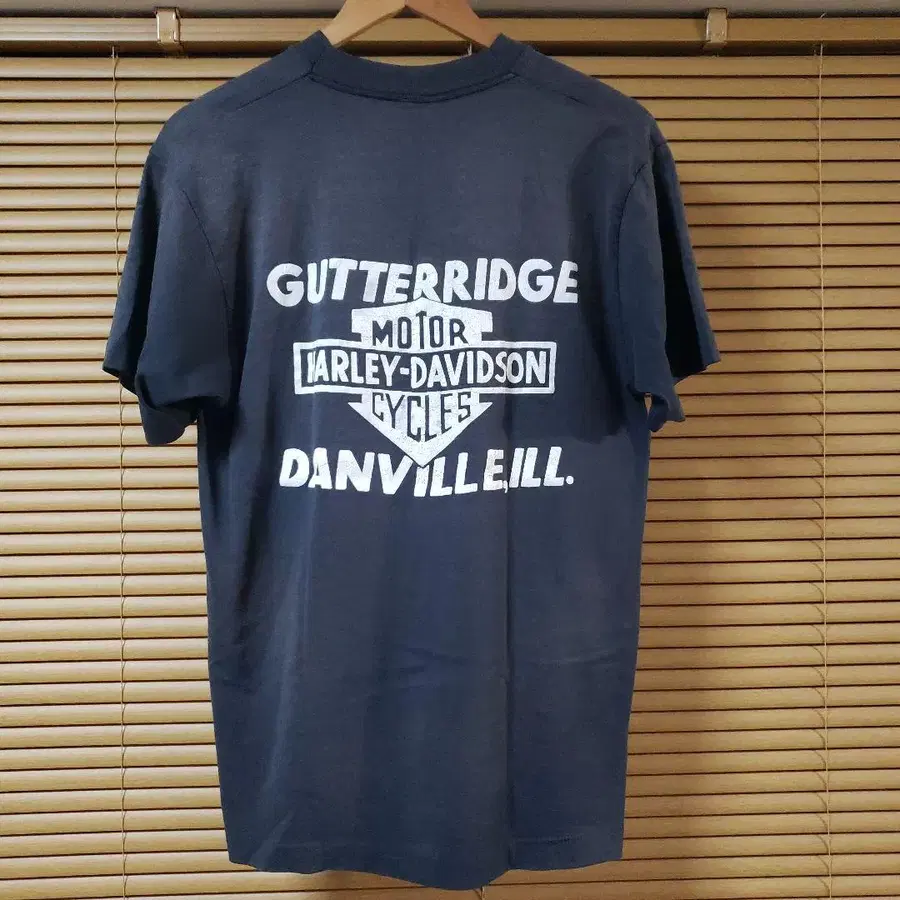 GUTTERRIDGE
MOTOR
HARLEY-DAVIDSON
CYCLES
DANVILLE, ILL.